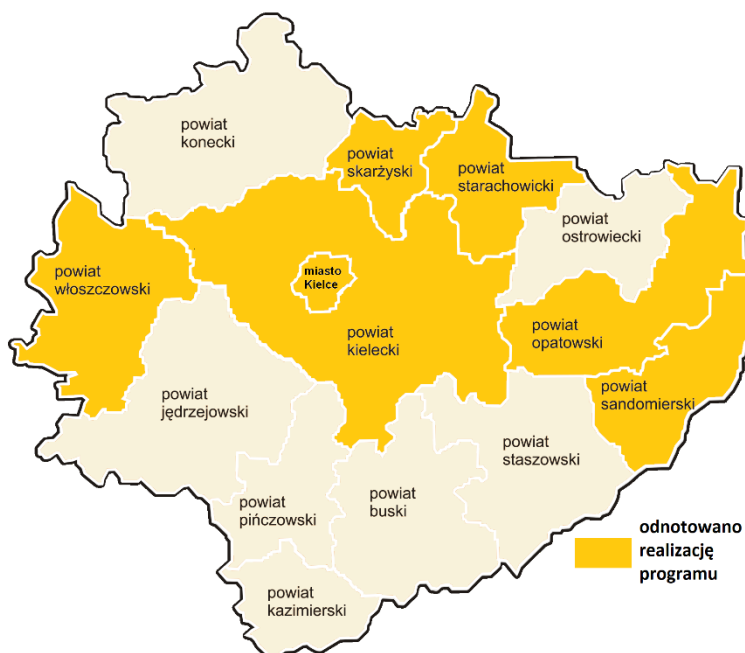 powiat
konecki
powiat
skarżyski
powiat
starachowicki
powiat
ostrowiecki
powiat
włoszczowski
miasto
Kielce
powiat
kielecki
powiat
opatowski
powiat
sandomierski
powiat
jędrzejowski
powiat
staszowski
powiat
pińczowski
powiat
buski
powiat
kazimierski
odnotowano
realizację
programu